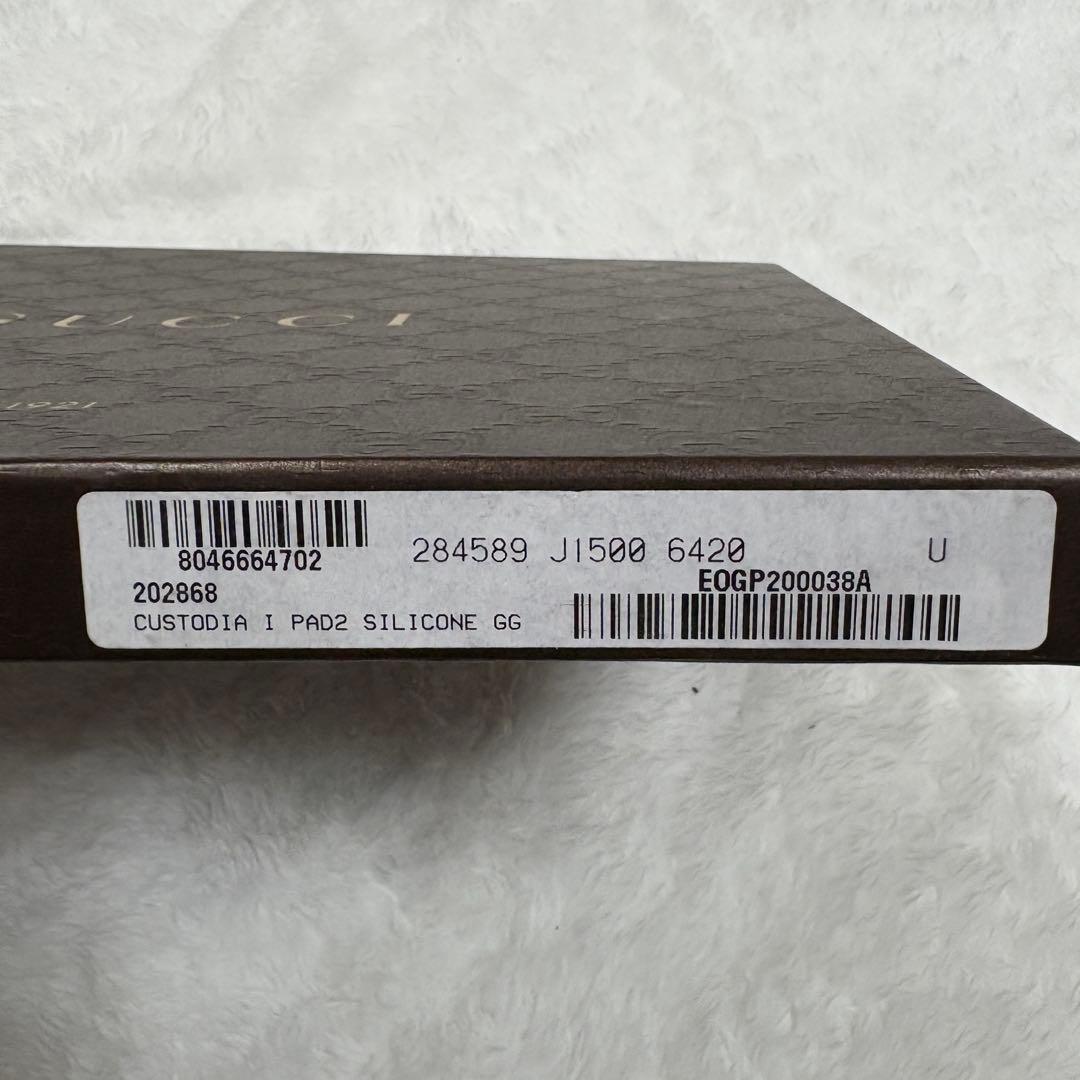 GUCCI
1921
8046664702
284589 J1500 6420 U
202868
EOGP200038A
CUSTODIA I PAD2 SILICONE GG